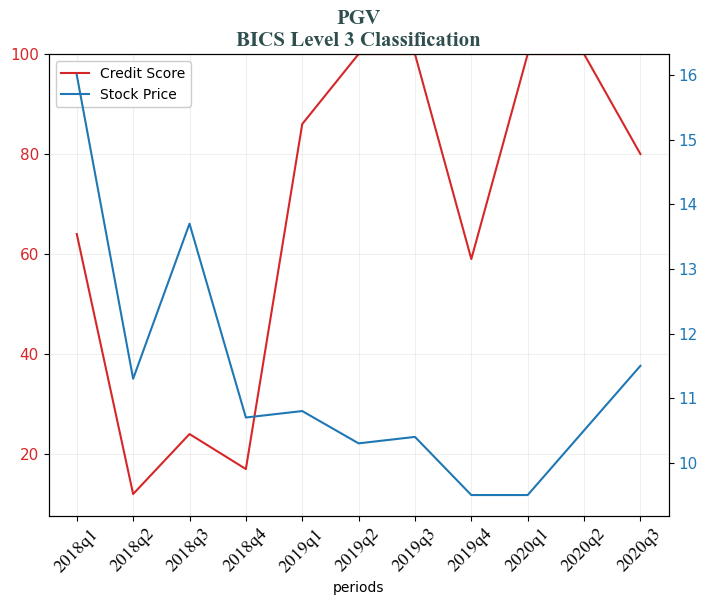 PGV
BICS Level 3 Classification
Credit Score
Stock Price
100
80
60
40
20
16
15
14
13
12
11
10
2018q1
2018q2
2018q3
2018q4
2019q1
2019q2
2019q3
2019q4
2020q1
2020q2
2020q3
periods